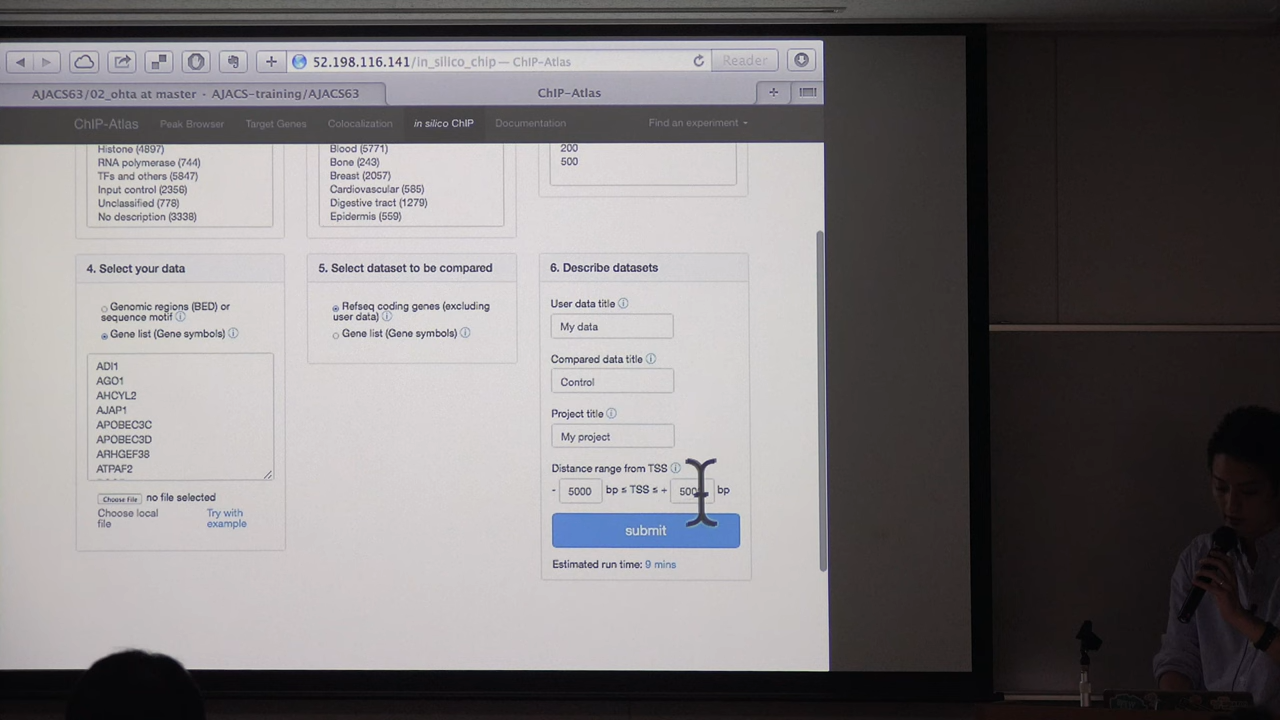 52.198.116.141/in_silico_chip — ChIP-Atlas
Reader
AJACS63/02_ohta at master · AJACS-training/AJACS63
ChIP-Atlas
ChIP-Atlas
Peak Browser
Target Genes
Colocalization
in silico ChIP
Documentation
Find an experiment
Histone (4897)
RNA polymerase (744)
TFs and others (5847)
Input control (2356)
Unclassified (778)
No description (3338)
Blood (5771)
Bone (243)
Breast (2057)
Cardiovascular (585)
Digestive tract (1279)
Epidermis (559)
200
500
4. Select your data
Genomic regions (BED) or
sequence motif
Gene list (Gene symbols)
ADI1
AGO1
AHCYL2
AJAP1
APOBEC3C
APOBEC3D
ARHGEF38
ATPAF2
Choose file no file selected
Choose local
file
Try with
example
5. Select dataset to be compared
Refseq coding genes (excluding
user data)
Gene list (Gene symbols)
6. Describe datasets
User data title
My data
Compared data title
Control
Project title
My project
Distance range from TSS
- 5000 bp ≤ TSS ≤ + bp
submit
Estimated run time: 9 mins